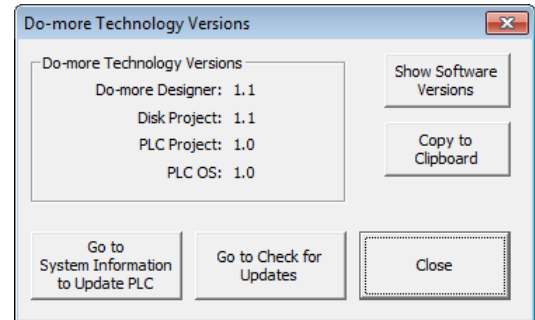 Do-more Technology Versions
Do-more Technology Versions
Do-more Designer: 1.1
Disk Project: 1.1
PLC Project: 1.0
PLC OS: 1.0
Show Software
Versions
Copy to
Clipboard
Go to
System Information
to Update PLC
Go to Check for
Updates
Close